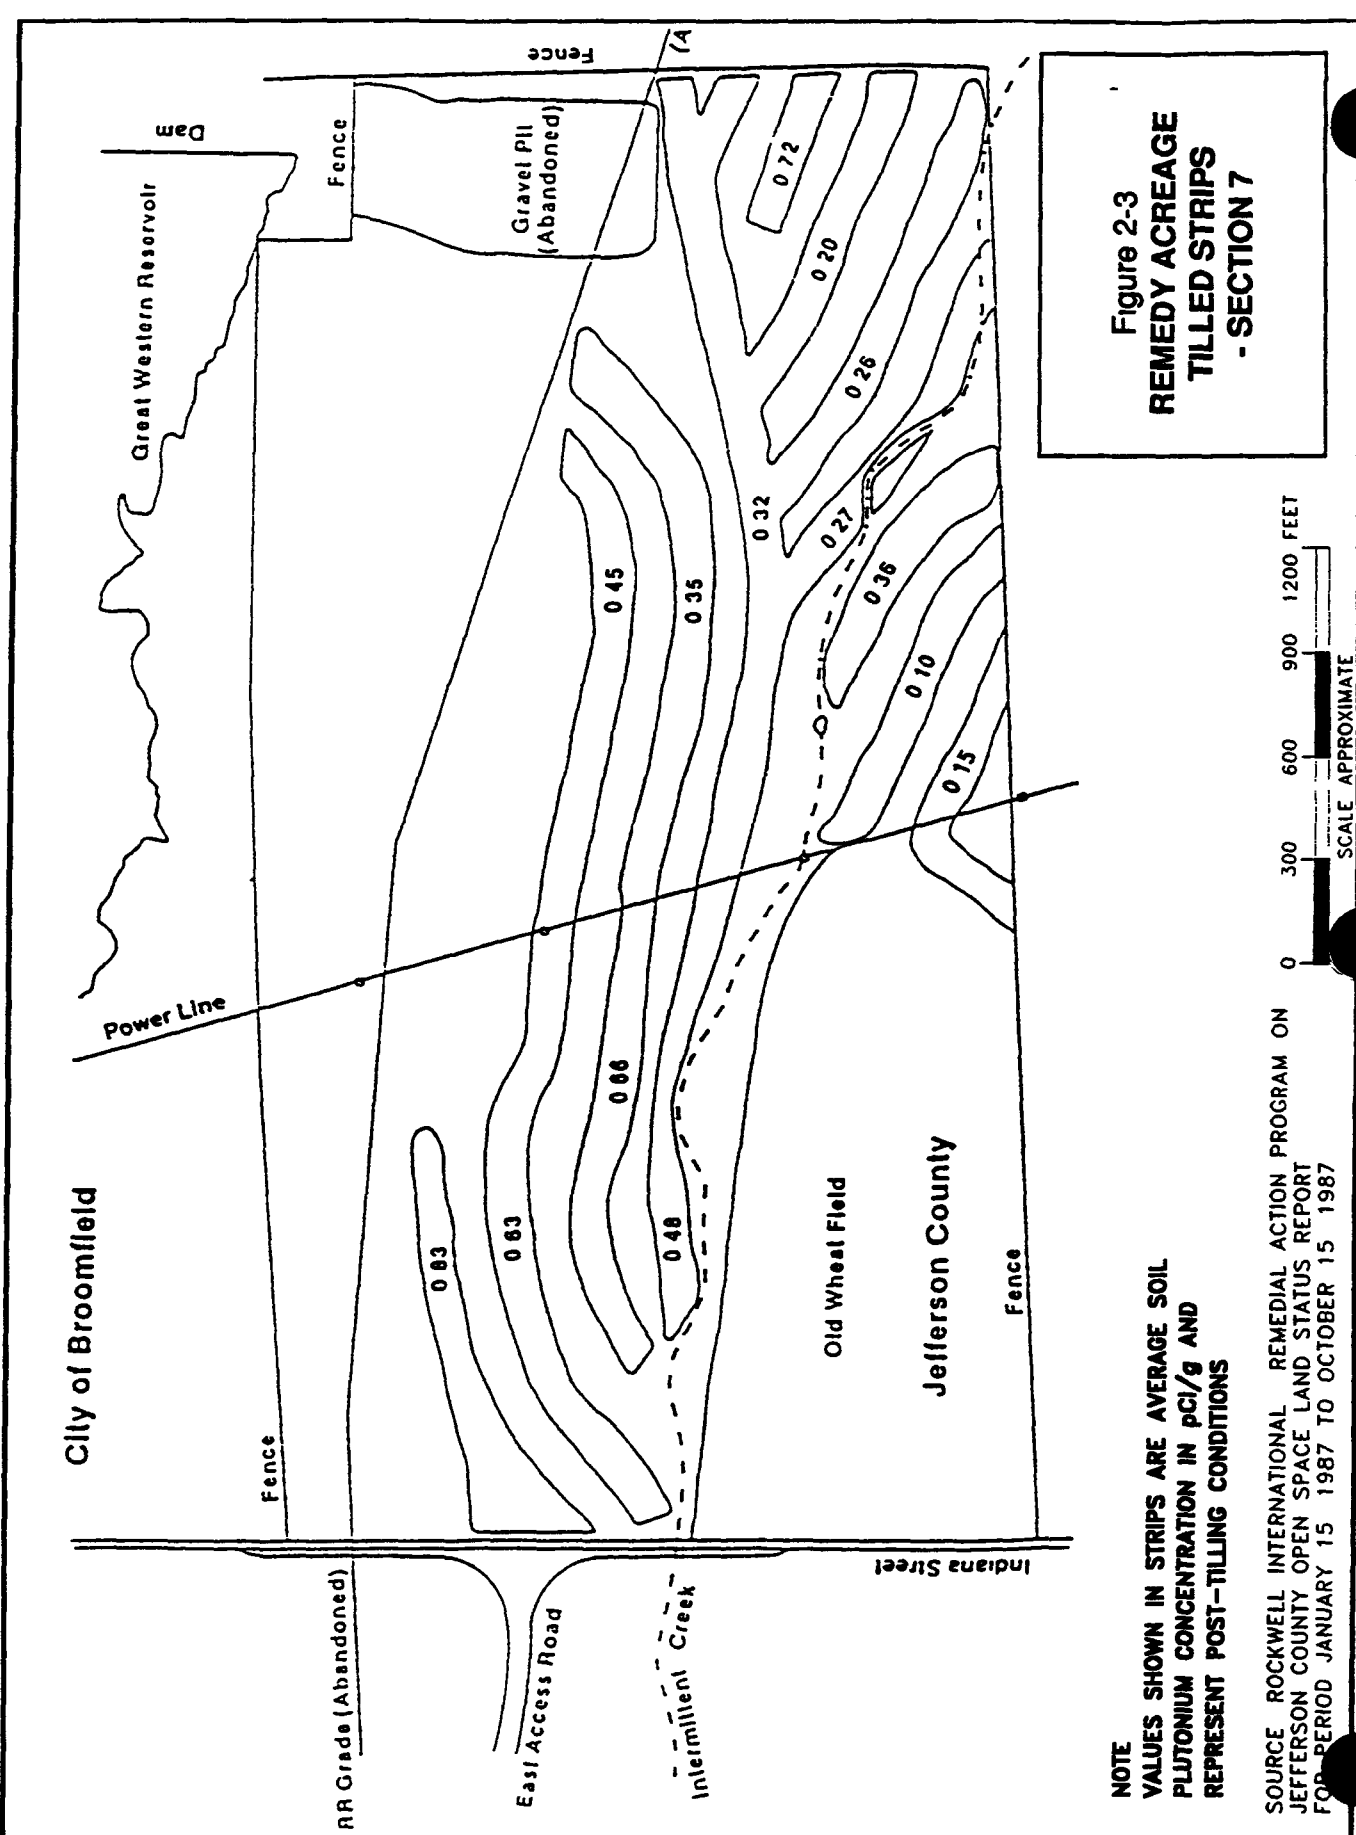 City of Broomfield
Great Western Reservoir
Dam
Fence
Fence
Fence
Gravel Pit
(Abandoned)
Power Line
Fence
RR Grade (Abandoned)
East Access Road
Intermittent Creek
Indiana Street
0 83
0 63
0 66
0 48
0 45
0 35
0 32
0 72
0 20
0 26
0 27
0 36
0 10
0 15
Old Wheat Field
Jefferson County
Fence
NOTE
VALUES SHOWN IN STRIPS ARE AVERAGE SOIL
PLUTONIUM CONCENTRATION IN pCi/g AND
REPRESENT POST-TILLING CONDITIONS
SOURCE ROCKWELL INTERNATIONAL REMEDIAL ACTION PROGRAM ON
JEFFERSON COUNTY OPEN SPACE LAND STATUS REPORT
FOR PERIOD JANUARY 15 1987 TO OCTOBER 15 1987
0 300 600 900 1200 FEET
SCALE APPROXIMATE
Figure 2-3
REMEDY ACREAGE
TILLED STRIPS
- SECTION 7